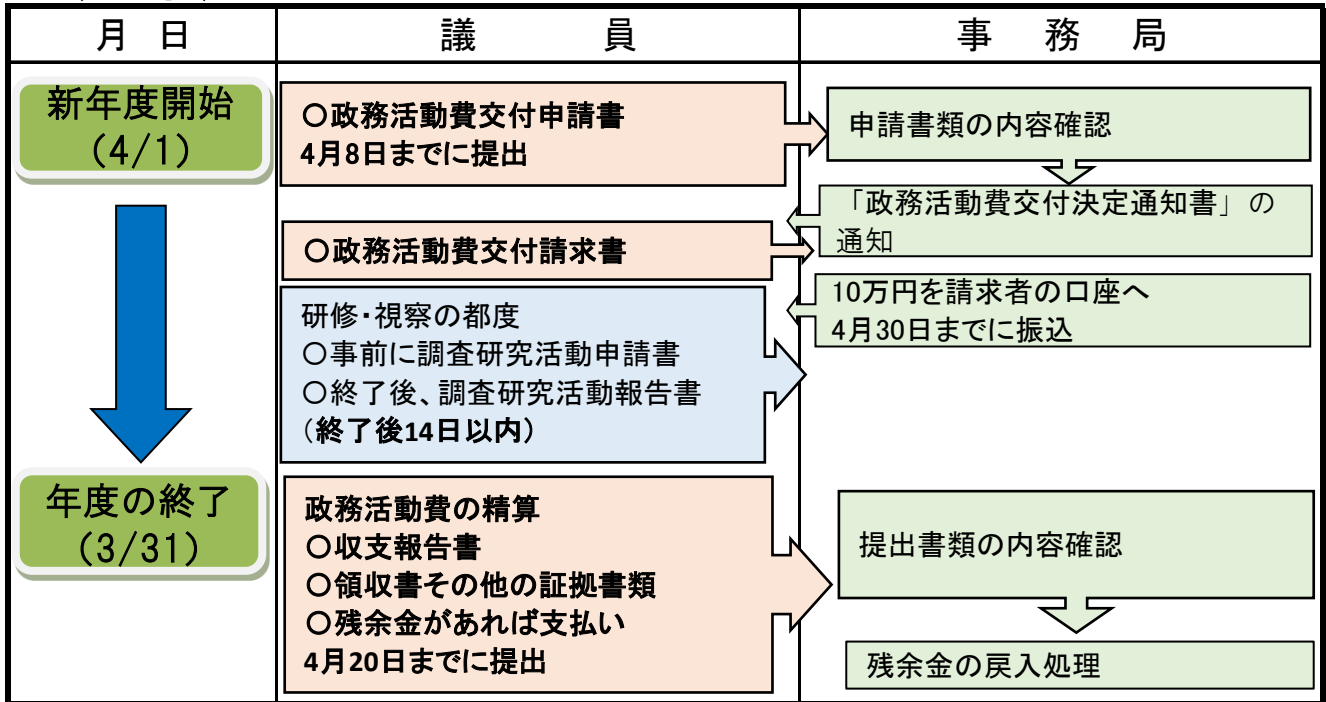 月　日
議　　員
事　務　局
新年度開始
(4/1)
〇政務活動費交付申請書
4月8日までに提出
申請書類の内容確認
「政務活動費交付決定通知書」の
通知
〇政務活動費交付請求書
10万円を請求者の口座へ
4月30日までに振込
研修・視察の都度
〇事前に調査研究活動申請書
〇終了後、調査研究活動報告書
（終了後14日以内）
年度の終了
(3/31)
政務活動費の精算
〇収支報告書
〇領収書その他の証拠書類
〇残余金があれば支払い
4月20日までに提出
提出書類の内容確認
残余金の戻入処理